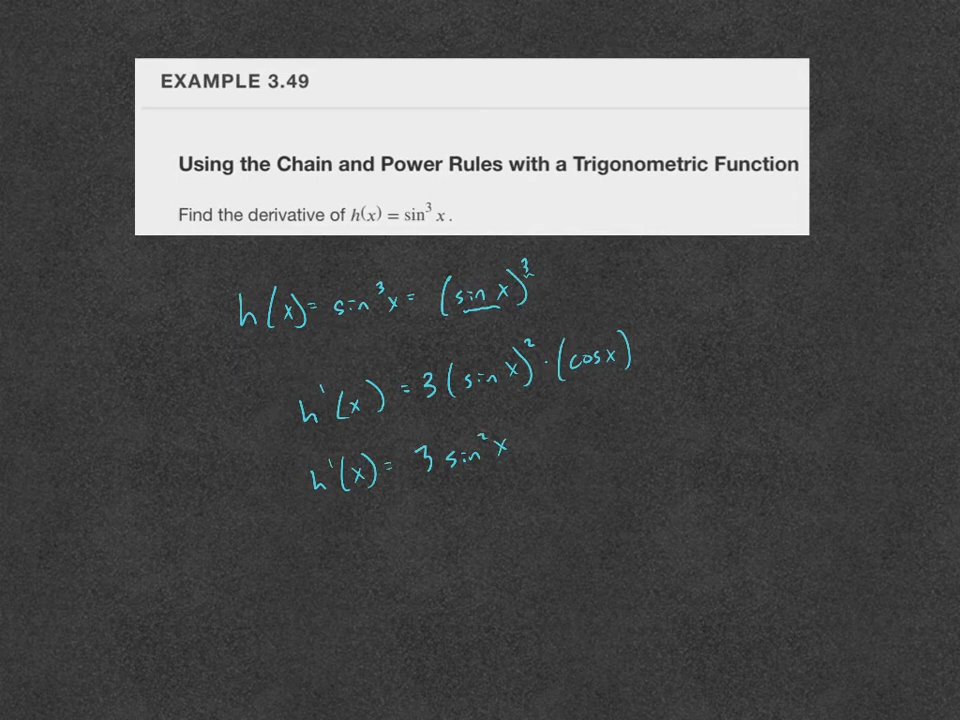 EXAMPLE 3.49
Using the Chain and Power Rules with a Trigonometric Function
Find the derivative of h(x) = sin³ x.
h(x) = sin³x = (sin x)³
h'(x) = 3(sin x)² · (cos x)
h'(x) = 3 sin²x